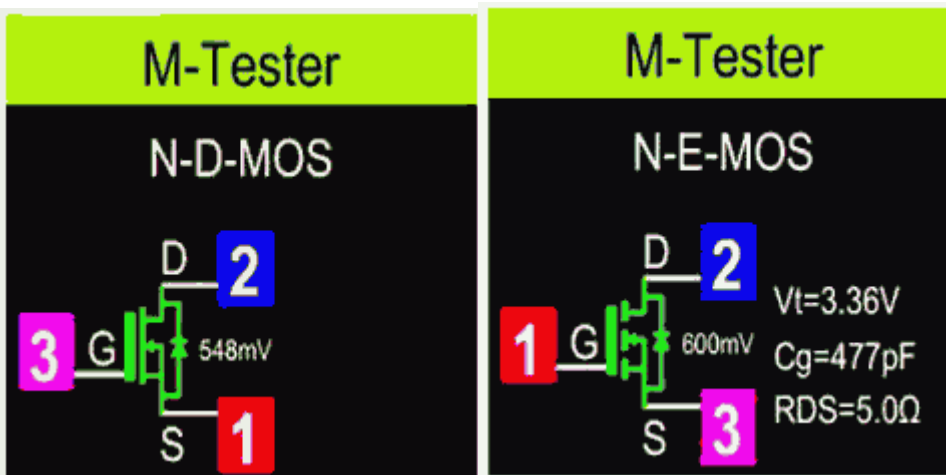 M-Tester
N-D-MOS
D
2
3
G
548mV
S
1
M-Tester
N-E-MOS
D
2
Vt=3.36V
1
G
600mV
Cg=477pF
RDS=5.0Ω
S
3